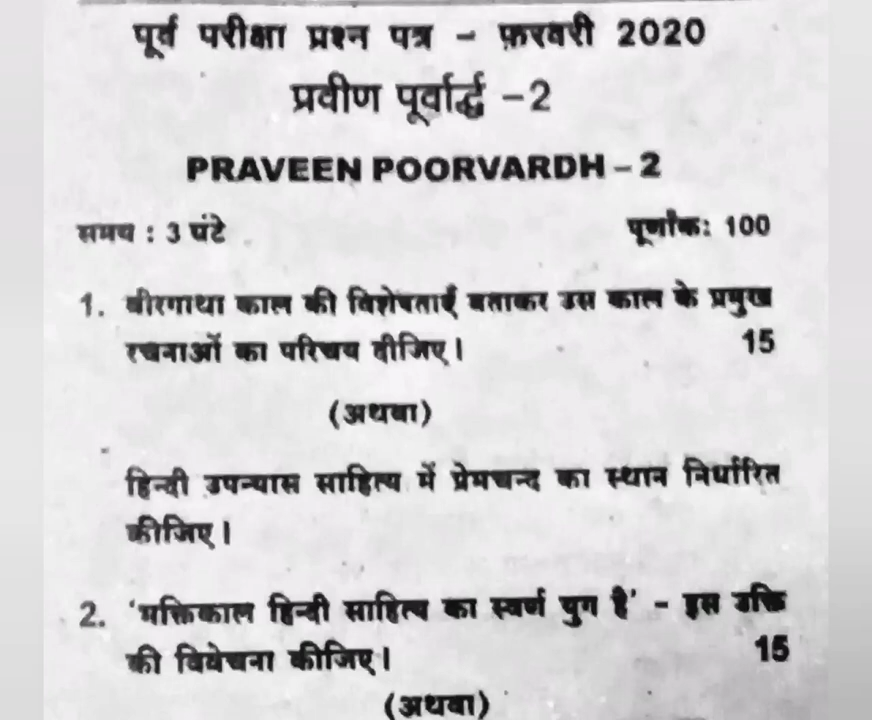 पूर्व परीक्षा प्रश्न पत्र - फ़रवरी 2020
प्रवीण पूर्वार्द्ध -2
PRAVEEN POORVARDH - 2
समय : 3 घंटे पूर्णांक: 100
1. वीरगाथा काल की विशेषताएँ बताकर उस काल के प्रमुख
रचनाओं का परिचय दीजिए। 15
(अथवा)
हिन्दी उपन्यास साहित्य में प्रेमचन्द का स्थान निर्धारित
कीजिए।
2. 'भक्तिकाल हिन्दी साहित्य का स्वर्ण युग है' - इस उक्ति
की विवेचना कीजिए। 15
(अथवा)